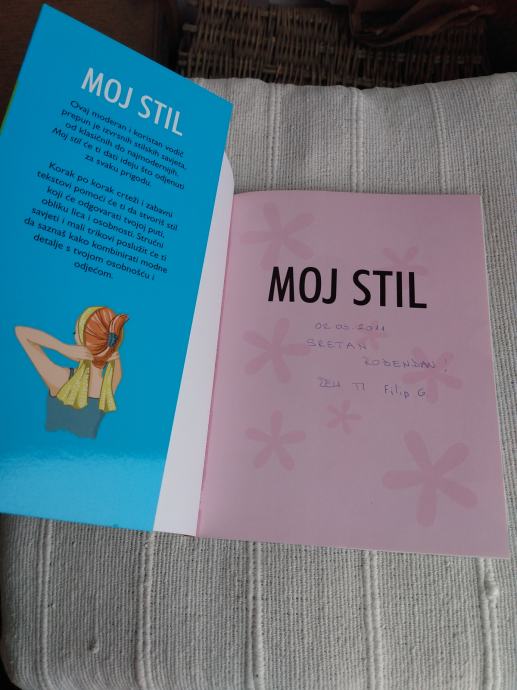 MOJ STIL
Ovaj moderan i koristan vodič
prepun je izvrsnih stilskih savjeta,
od klasičnih do najmodernijih.
Moj stil će ti dati ideju što odjenuti
za svaku prigodu.
Korak po korak crteži i zabavni
tekstovi pomoći će ti da stvoriš stil
koji će odgovarati tvojoj puti,
obliku lica i osobnosti. Stručni
savjeti i mali trikovi poslužit će ti
da saznaš kako kombinirati modne
detalje s tvojom osobnošću i
odjećom.
MOJ STIL
02.03.2011
SRETAN
ROĐENDAN!
ŽELI TI Filip G.